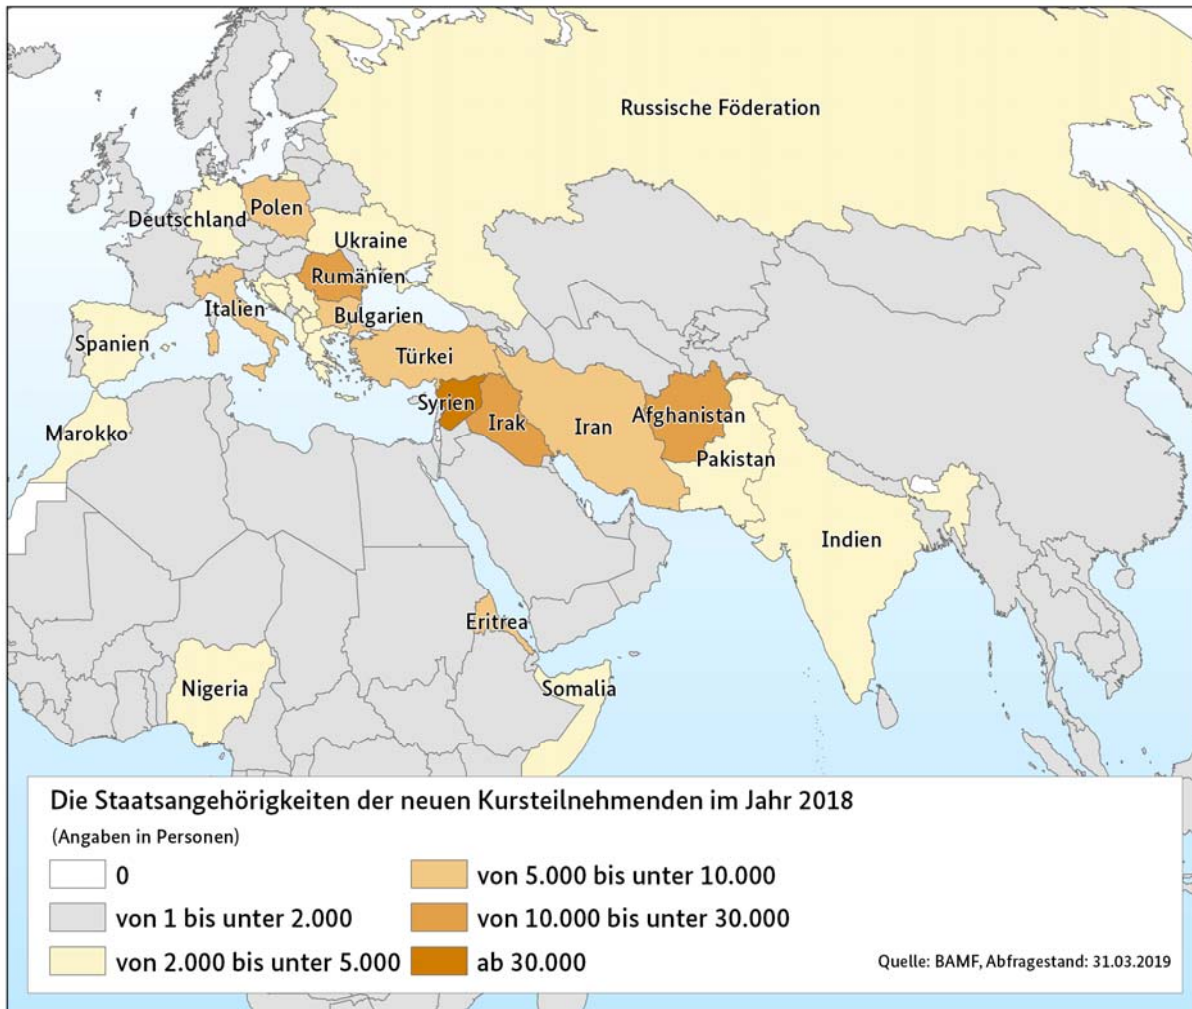 Russische Föderation
Deutschland
Polen
Ukraine
Rumänien
Italien
Bulgarien
Spanien
Türkei
Syrien
Irak
Iran
Afghanistan
Marokko
Pakistan
Indien
Eritrea
Nigeria
Somalia
Die Staatsangehörigkeiten der neuen Kursteilnehmenden im Jahr 2018
(Angaben in Personen)
0
von 1 bis unter 2.000
von 2.000 bis unter 5.000
von 5.000 bis unter 10.000
von 10.000 bis unter 30.000
ab 30.000
Quelle: BAMF, Abfragestand: 31.03.2019